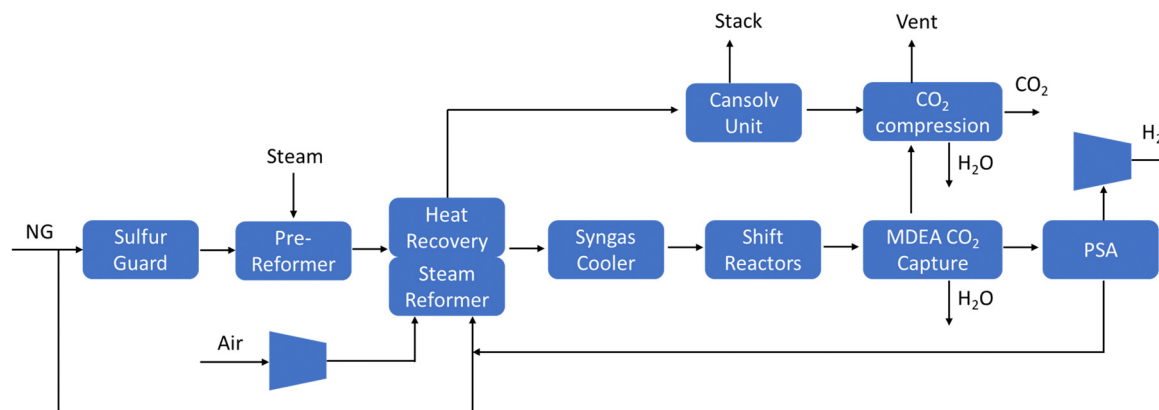 Stack
Vent
Cansolv
Unit
CO₂
compression
CO₂
H₂O
H₂
Steam
NG
Sulfur
Guard
Pre-
Reformer
Heat
Recovery
Steam
Reformer
Syngas
Cooler
Shift
Reactors
MDEA CO₂
Capture
PSA
H₂O
Air